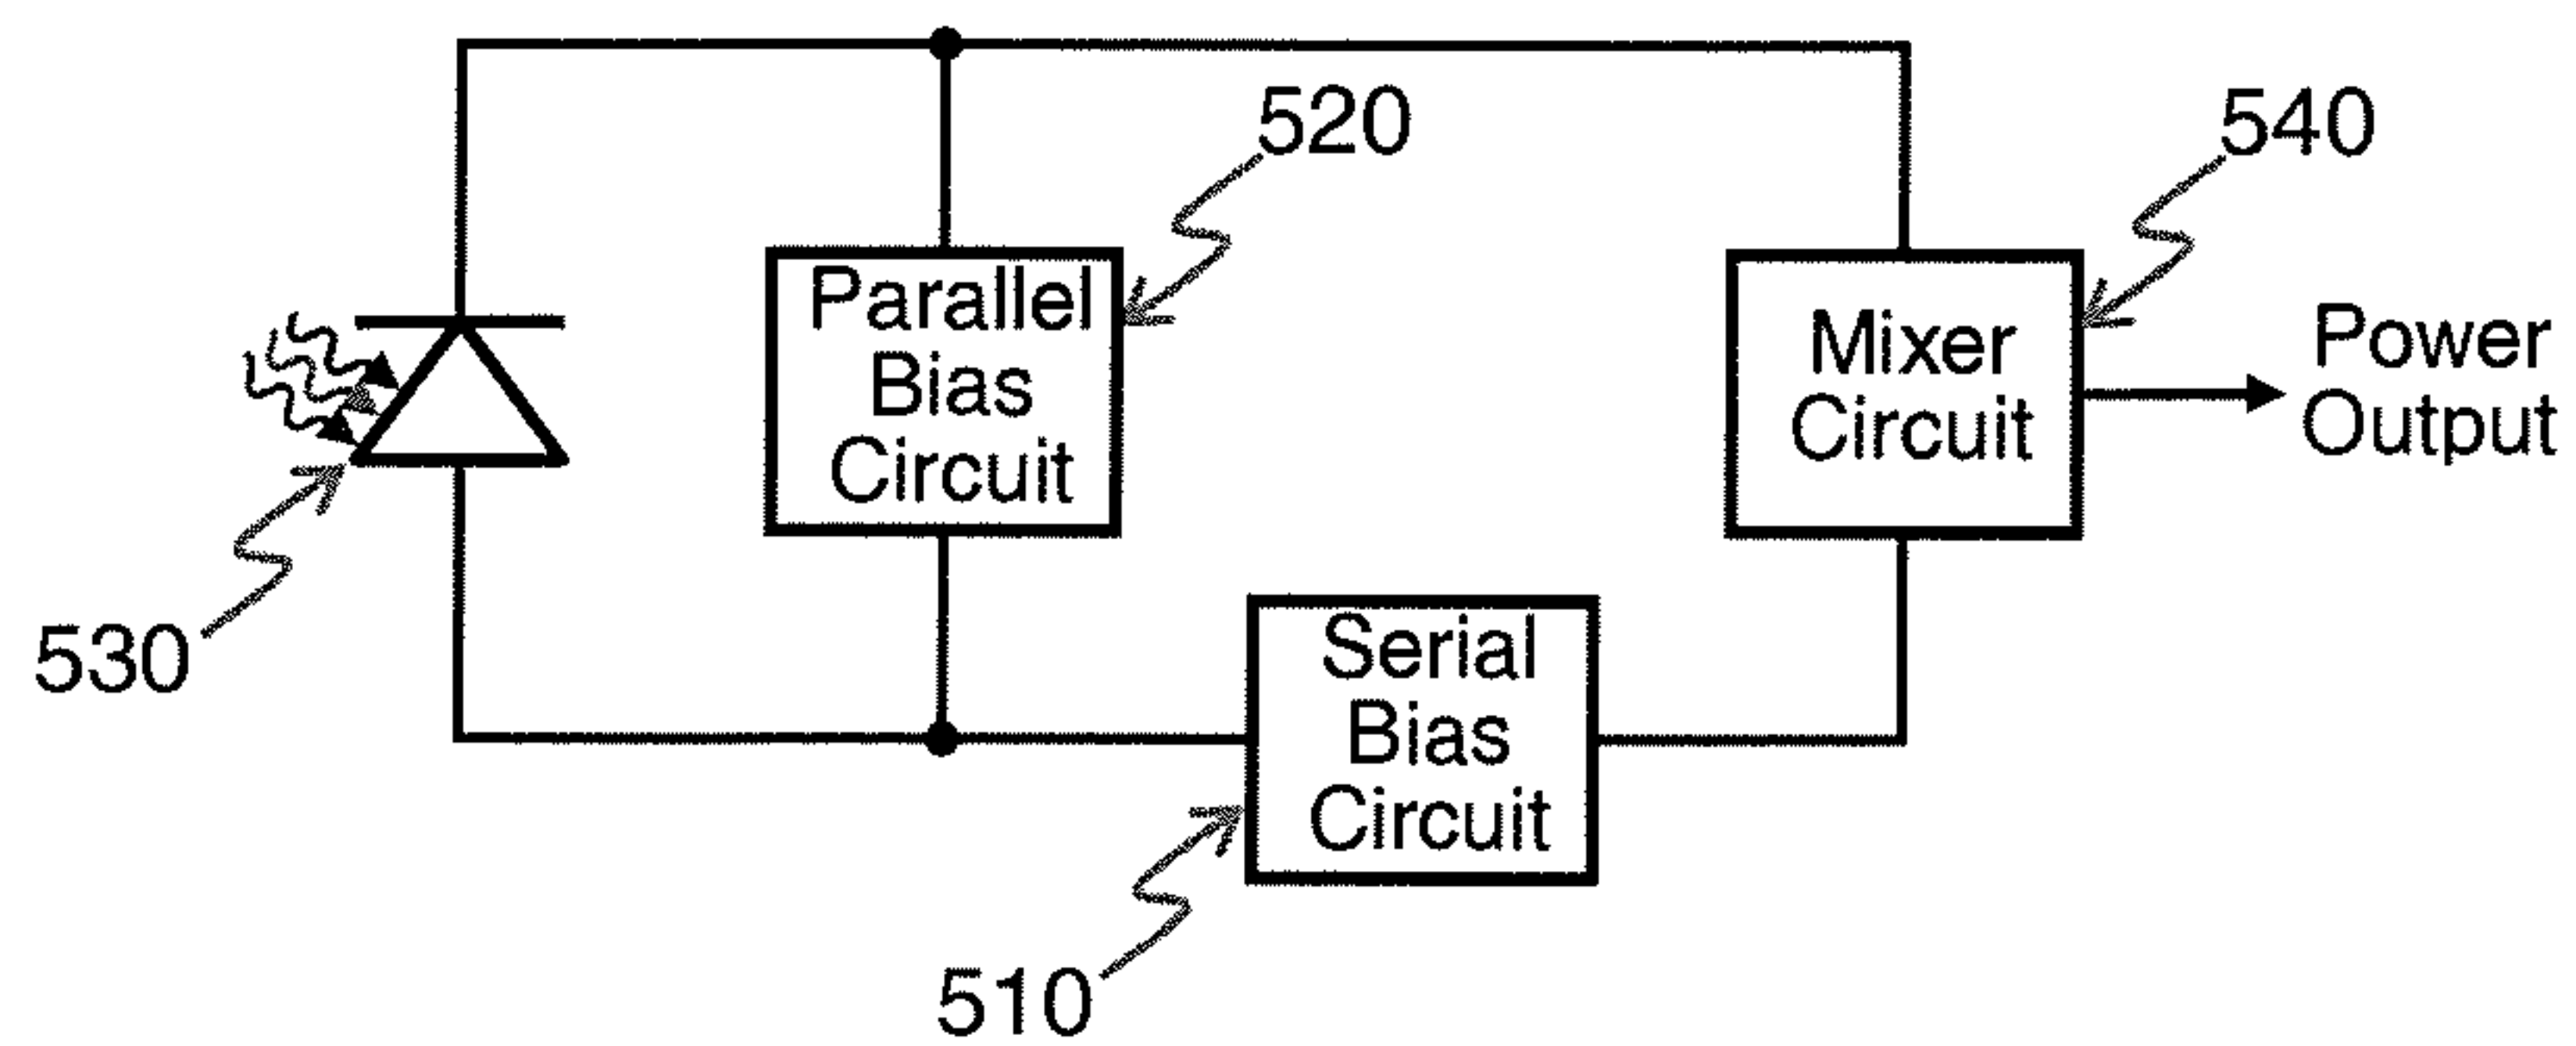 520
540
Parallel
Bias
Circuit
Mixer
Circuit
Power
Output
530
Serial
Bias
Circuit
510